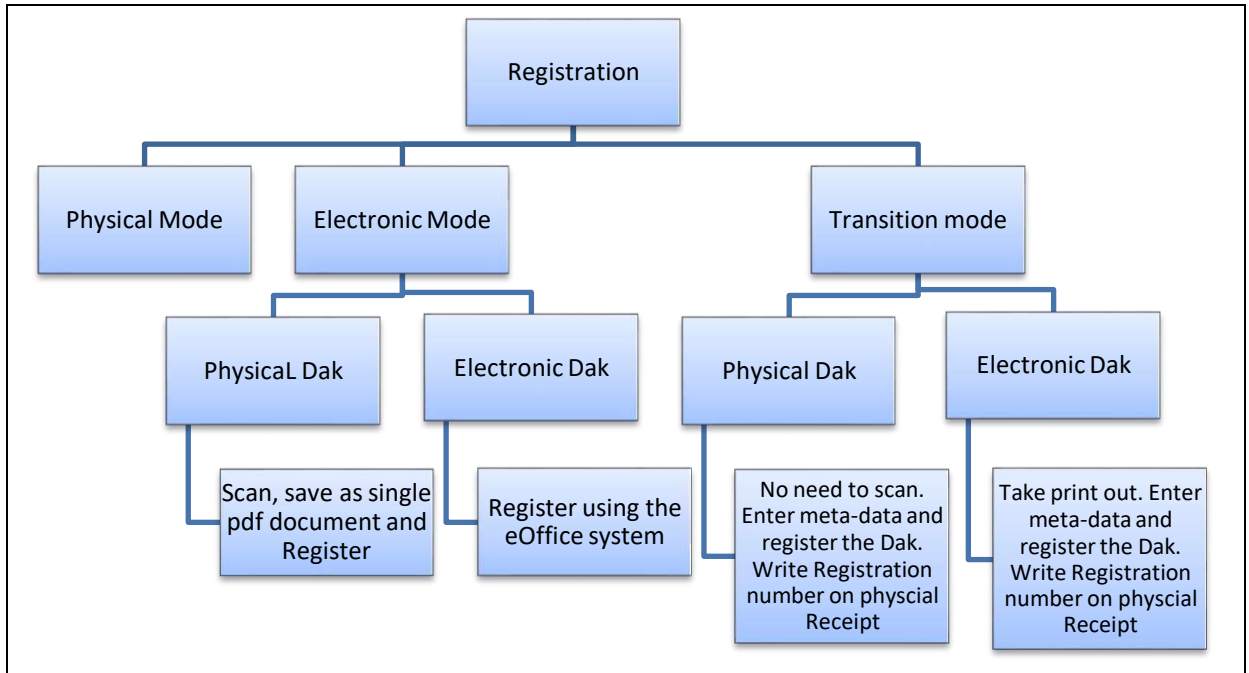 Registration
Physical Mode
Electronic Mode
Transition mode
PhysicaL Dak
Electronic Dak
Physical Dak
Electronic Dak
Scan, save as single
pdf document and
Register
Register using the
eOffice system
No need to scan.
Enter meta-data and
register the Dak.
Write Registration
number on physcial
Receipt
Take print out. Enter
meta-data and
register the Dak.
Write Registration
number on physcial
Receipt